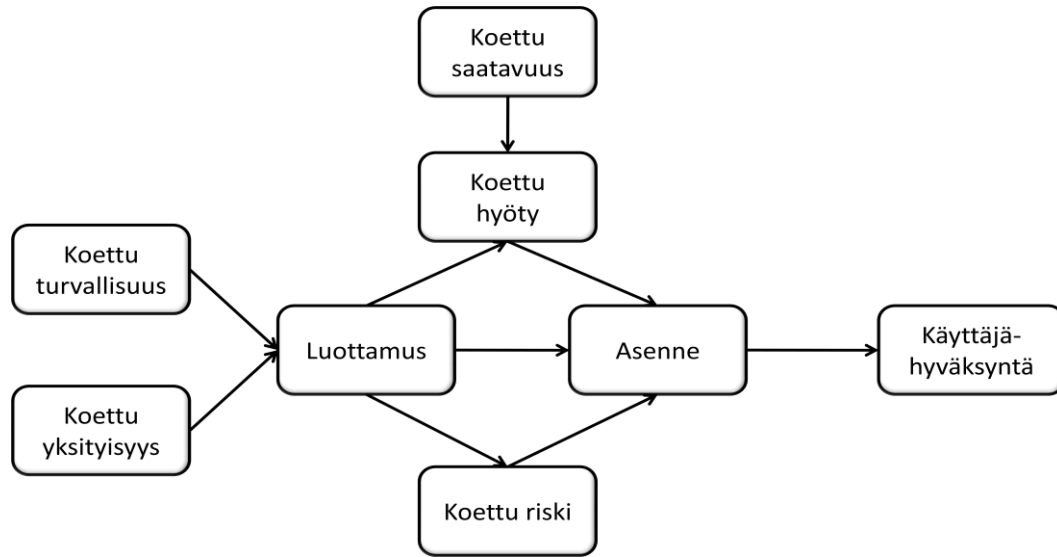 Koettu
saatavuus
Koettu
hyöty
Koettu
turvallisuus
Luottamus
Asenne
Käyttäjä-
hyväksyntä
Koettu
yksityisyys
Koettu riski